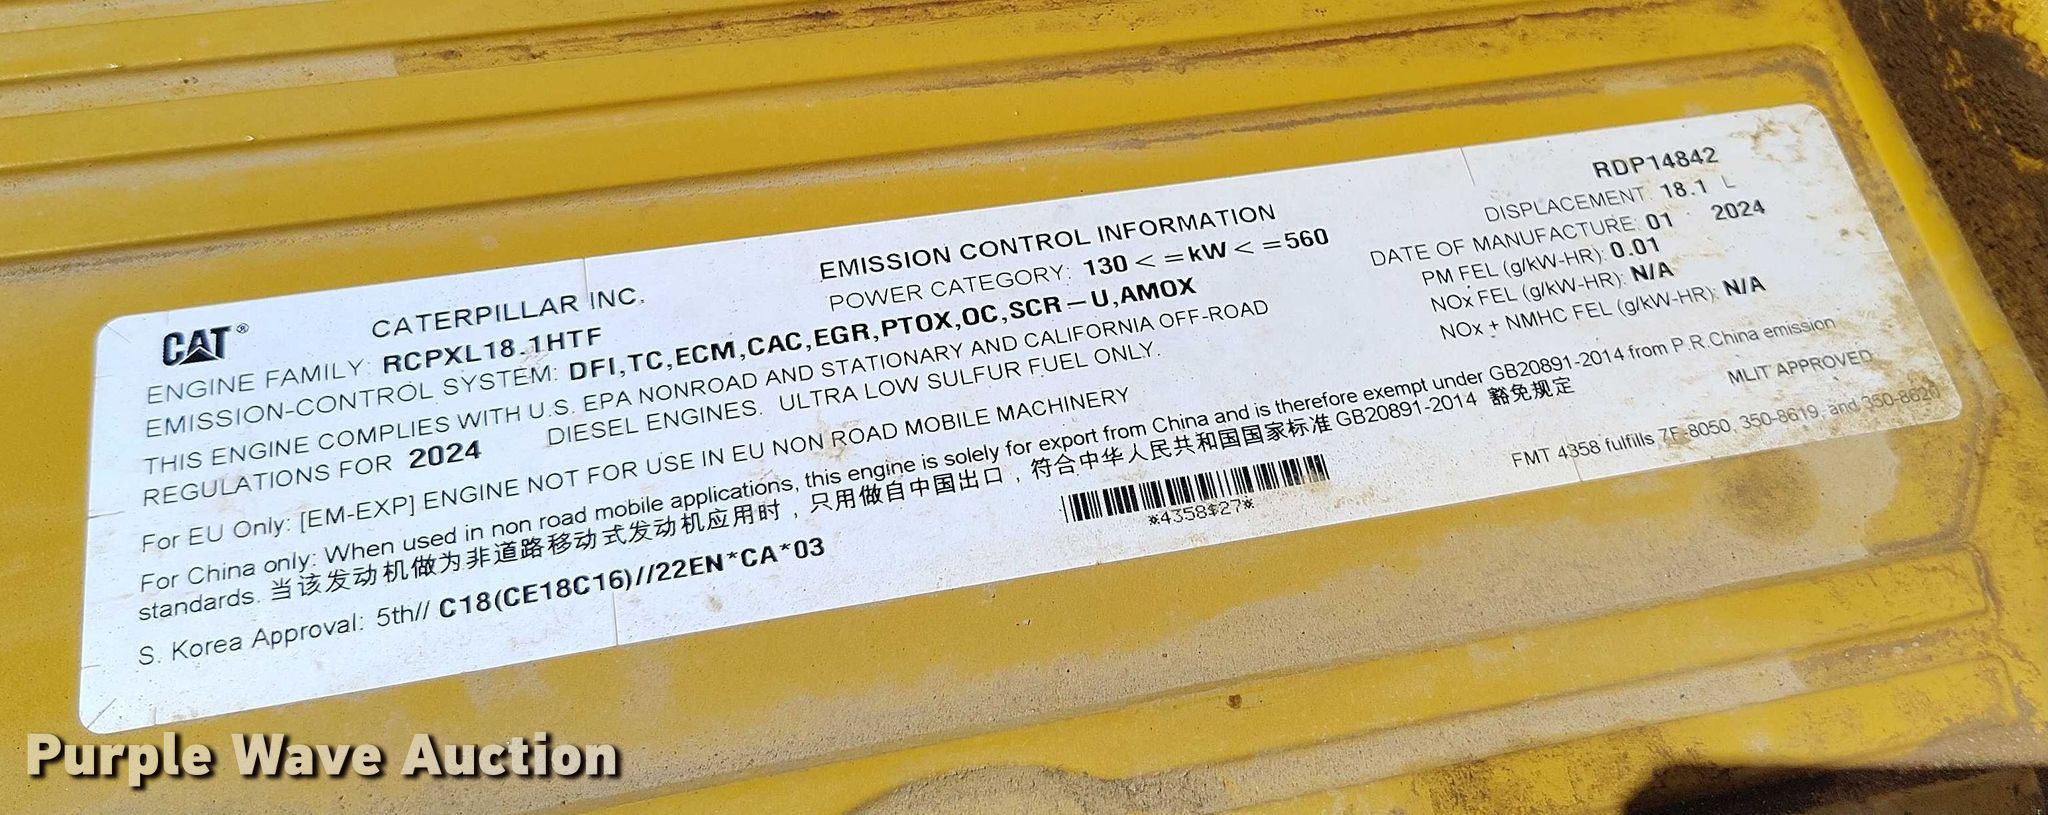 CAT®
CATERPILLAR INC.
EMISSION CONTROL INFORMATION
RDP14842
ENGINE FAMILY: RCPXL18.1HTF
POWER CATEGORY: 130 < =kW < =560
DISPLACEMENT 18.1 L
EMISSION-CONTROL SYSTEM: DFI,TC,ECM,CAC,EGR,PTOX,OC,SCR-U,AMOX
DATE OF MANUFACTURE: 01 2024
PM FEL (g/kW-HR): 0.01
THIS ENGINE COMPLIES WITH U.S. EPA NONROAD AND STATIONARY AND CALIFORNIA OFF-ROAD
NOx FEL (g/kW-HR): N/A
REGULATIONS FOR 2024 DIESEL ENGINES. ULTRA LOW SULFUR FUEL ONLY.
NOx + NMHC FEL (g/kW-HR): N/A
For EU Only: [EM-EXP] ENGINE NOT FOR USE IN EU NON ROAD MOBILE MACHINERY
For China only: When used in non road mobile applications, this engine is solely for export from China and is therefore exempt under GB20891-2014 from P.R.China emission
standards. 当该发动机做为非道路移动式发动机应用时，只用做自中国出口，符合中华人民共和国国家标准 GB20891-2014 豁免规定
MLIT APPROVED
S. Korea Approval: 5th// C18(CE18C16)//22EN*CA*03
*4358$27*
FMT 4358 fulfills 7F-8050, 350-8619, and 350-8620
Purple Wave Auction